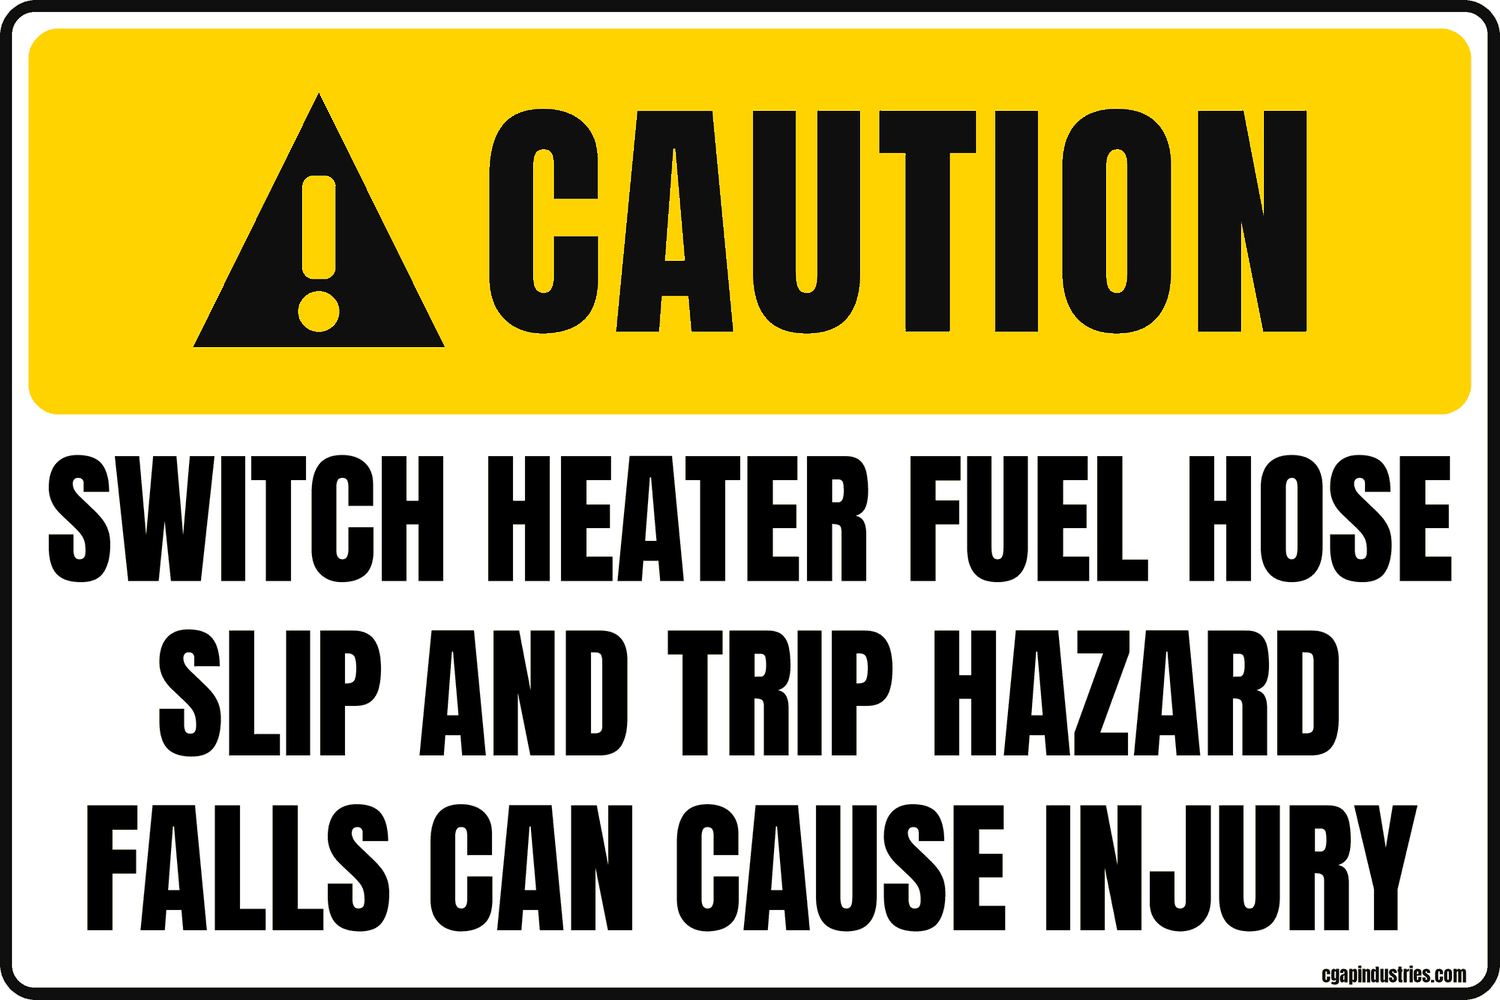 CAUTION
SWITCH HEATER FUEL HOSE
SLIP AND TRIP HAZARD
FALLS CAN CAUSE INJURY
cgapindustries.com